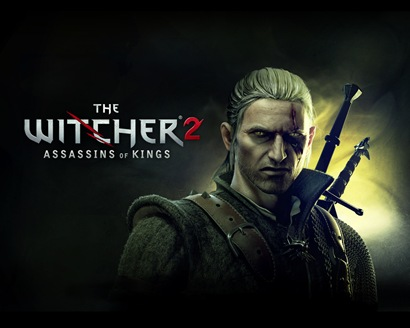 THE
WITCHER® 2
ASSASSINS OF KINGS